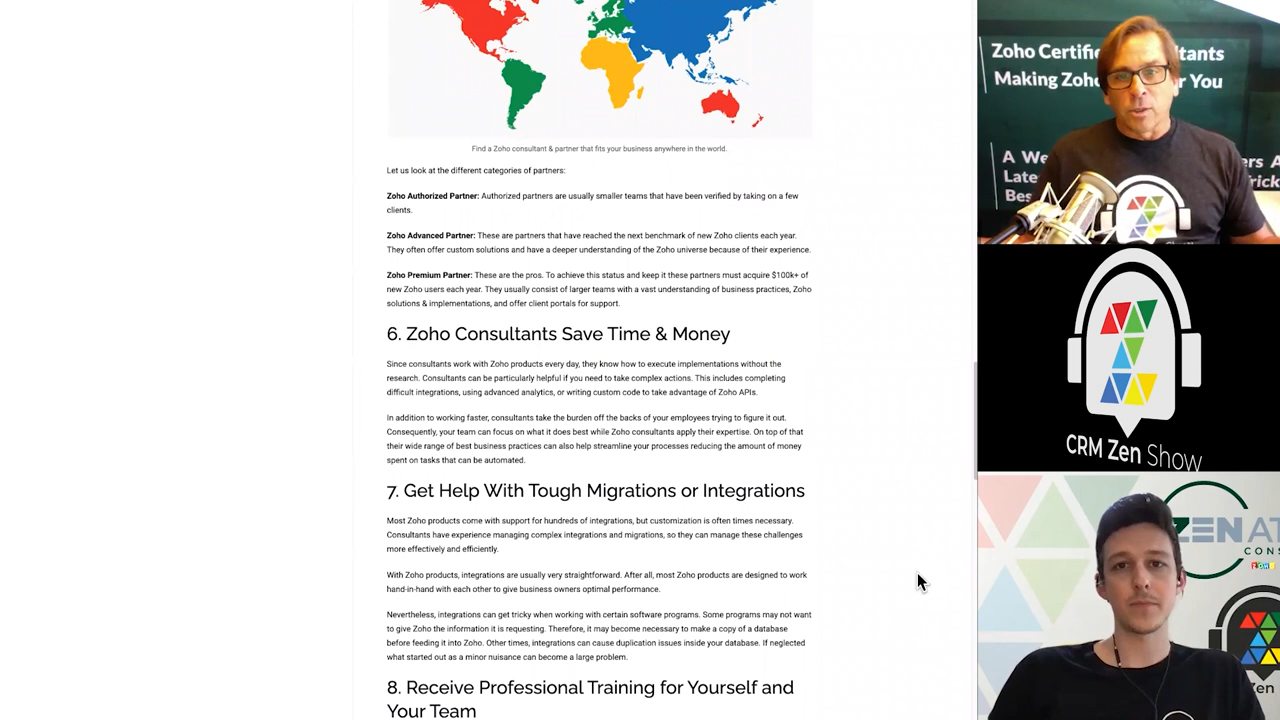 Find a Zoho consultant & partner that fits your business anywhere in the world.
Let us look at the different categories of partners:
Zoho Authorized Partner: Authorized partners are usually smaller teams that have been verified by taking on a few
clients.
Zoho Advanced Partner: These are partners that have reached the next benchmark of new Zoho clients each year.
They often offer custom solutions and have a deeper understanding of the Zoho universe because of their experience.
Zoho Premium Partner: These are the pros. To achieve this status and keep it these partners must acquire $100k+ of
new Zoho users each year. They usually consist of larger teams with a vast understanding of business practices, Zoho
solutions & implementations, and offer client portals for support.
6. Zoho Consultants Save Time & Money
Since consultants work with Zoho products every day, they know how to execute implementations without the
research. Consultants can be particularly helpful if you need to take complex actions. This includes completing
difficult integrations, using advanced analytics, or writing custom code to take advantage of Zoho APIs.
In addition to working faster, consultants take the burden off the backs of your employees trying to figure it out.
Consequently, your team can focus on what it does best while Zoho consultants apply their expertise. On top of that
their wide range of best business practices can also help streamline your processes reducing the amount of money
spent on tasks that can be automated.
7. Get Help With Tough Migrations or Integrations
Most Zoho products come with support for hundreds of integrations, but customization is often times necessary.
Consultants have experience managing complex integrations and migrations, so they can manage these challenges
more effectively and efficiently.
With Zoho products, integrations are usually very straightforward. After all, most Zoho products are designed to work
hand-in-hand with each other to give business owners optimal performance.
Nevertheless, integrations can get tricky when working with certain software programs. Some programs may not want
to give Zoho the information it is requesting. Therefore, it may become necessary to make a copy of a database
before feeding it into Zoho. Other times, integrations can cause duplication issues inside your database. If neglected
what started out as a minor nuisance can become a large problem.
8. Receive Professional Training for Yourself and
Your Team
Zoho Certifi tants
Making Zoho r You
A We ers A
Late rick
Bes
CRM Zen Show
ZEN AT
CONS
ZOHO
Zen